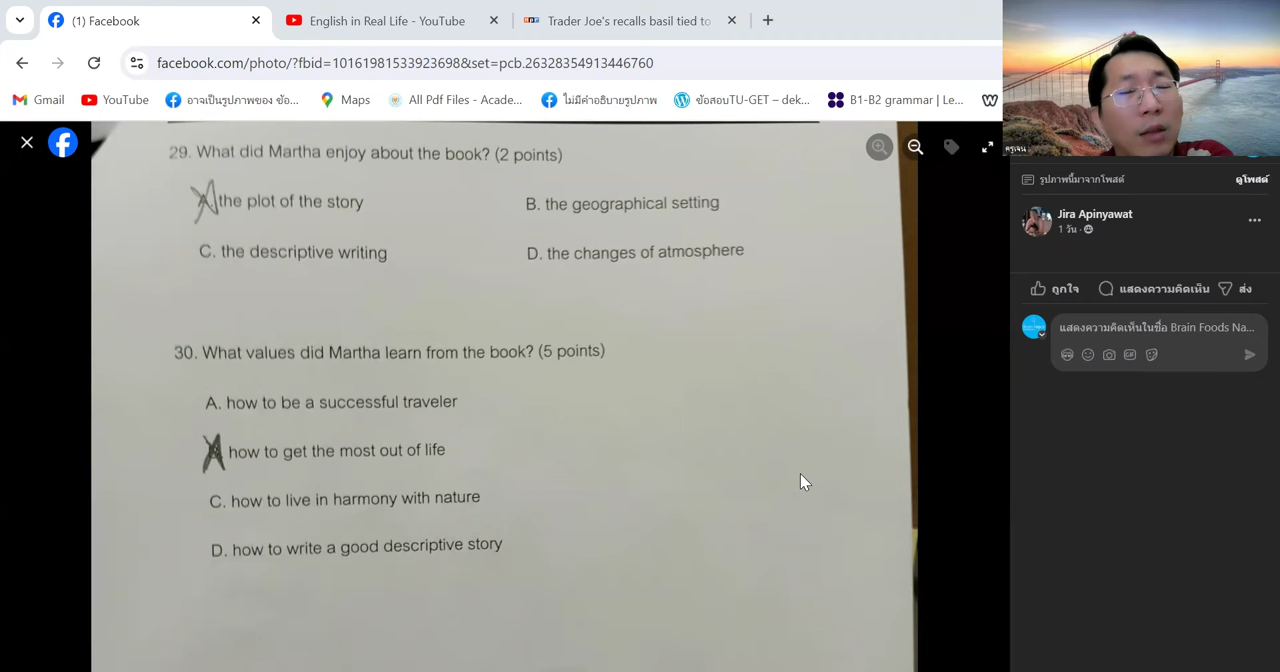 (1) Facebook
English in Real Life - YouTube
Trader Joe's recalls basil tied to
facebook.com/photo/?fbid=10161981533923698&set=pcb.26328354913446760
Gmail
YouTube
อาจเป็นรูปภาพของ ข้อ...
Maps
All Pdf Files - Acade...
ไม่มีคำอธิบายรูปภาพ
ข้อสอบTU-GET – dek...
B1-B2 grammar | Le...
ครูเจน
29. What did Martha enjoy about the book? (2 points)
A. the plot of the story
B. the geographical setting
C. the descriptive writing
D. the changes of atmosphere
30. What values did Martha learn from the book? (5 points)
A. how to be a successful traveler
how to get the most out of life
C. how to live in harmony with nature
D. how to write a good descriptive story
รูปภาพนี้มาจากโพสต์
ดูโพสต์
Jira Apinyawat
1 วัน
ถูกใจ
แสดงความคิดเห็น
ส่ง
แสดงความคิดเห็นในชื่อ Brain Foods Na...